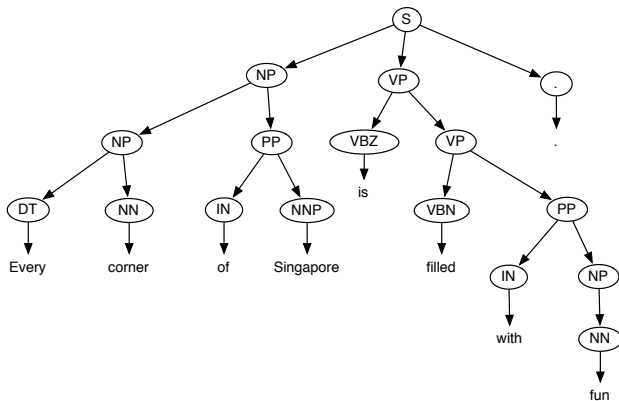 S
NP VP .
NP PP VBZ VP .
is
DT NN IN NNP VBN PP
Every corner of Singapore filled IN NP
with NN
fun